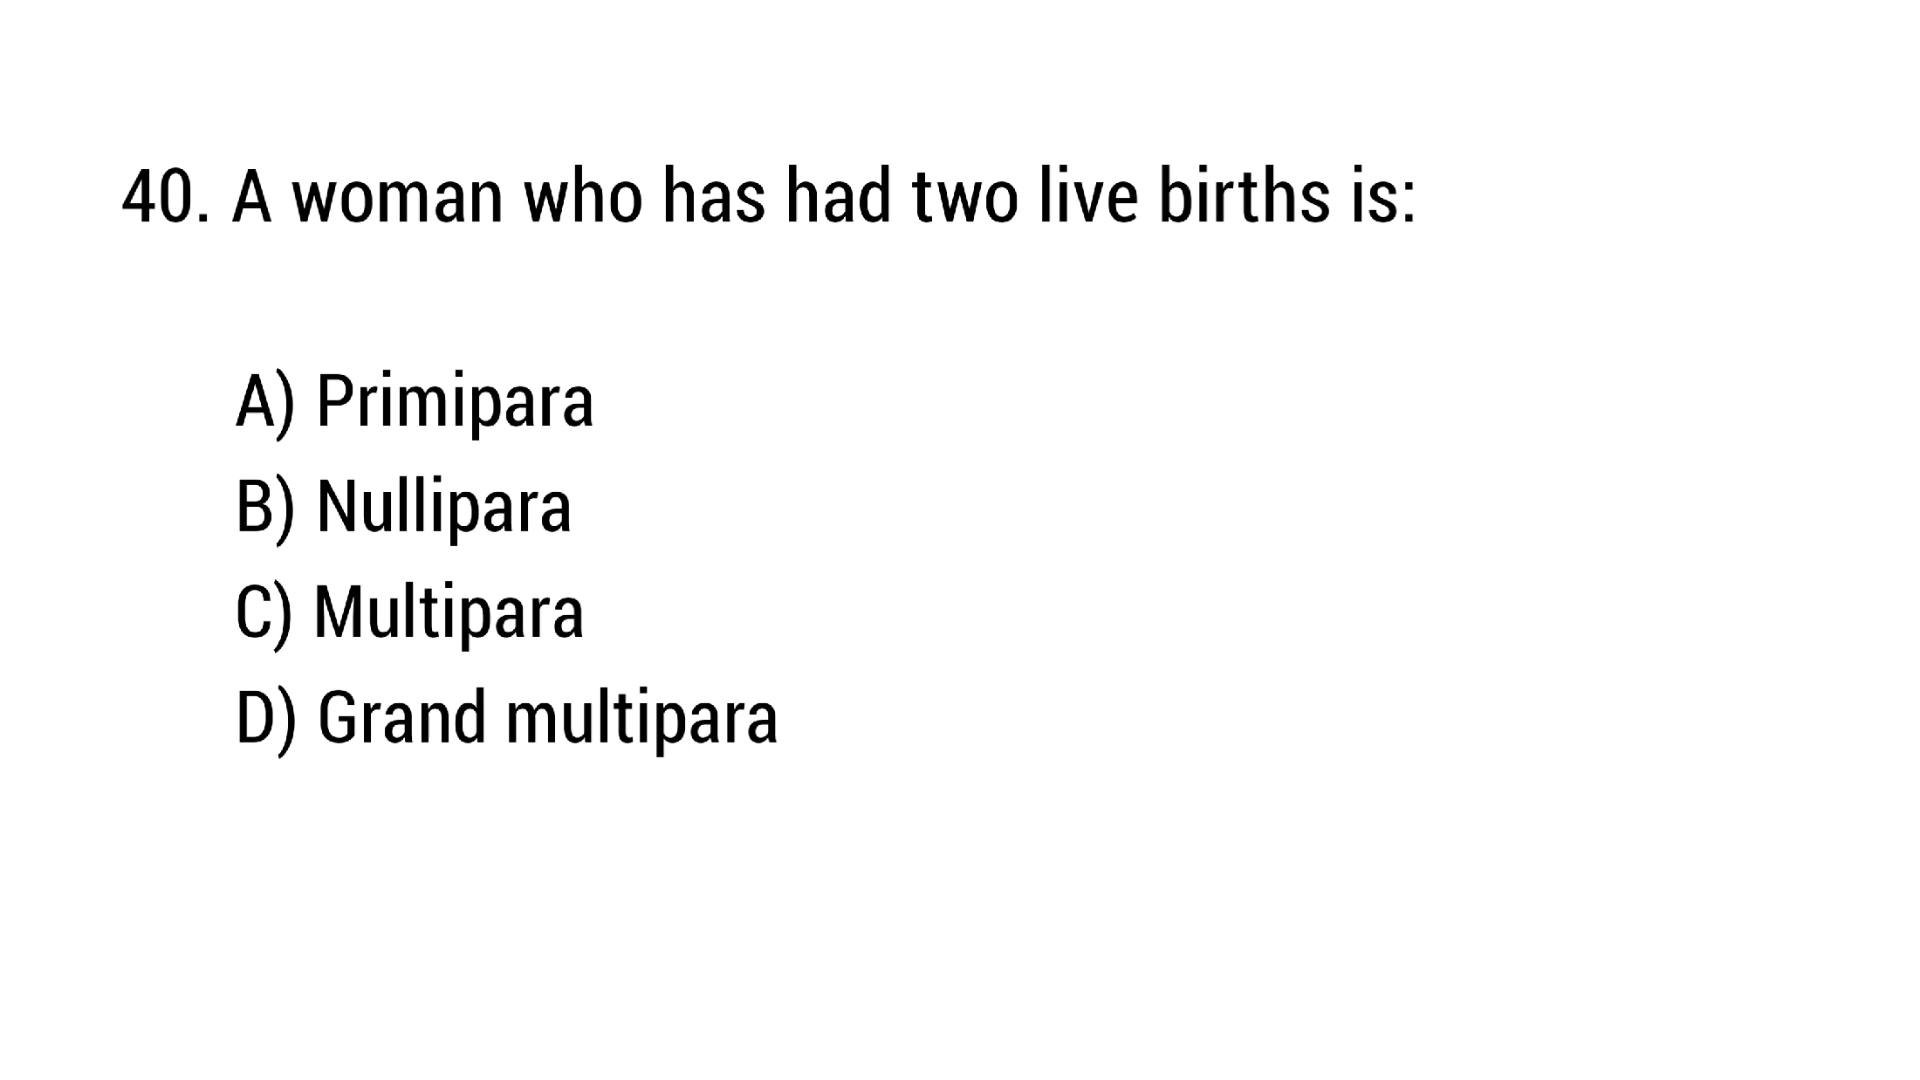 40. A woman who has had two live births is:
A) Primipara
B) Nullipara
C) Multipara
D) Grand multipara